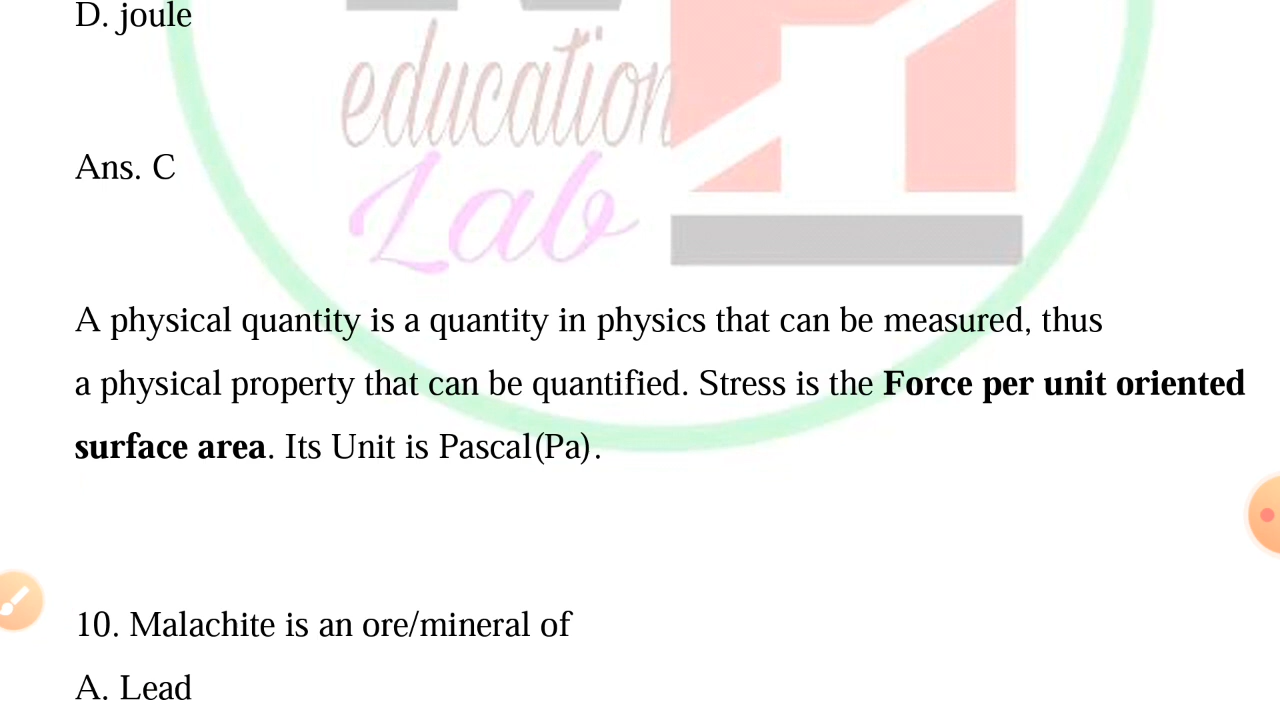 D. joule
education
Lab
Ans. C
A physical quantity is a quantity in physics that can be measured, thus
a physical property that can be quantified. Stress is the Force per unit oriented
surface area. Its Unit is Pascal(Pa).
10. Malachite is an ore/mineral of
A. Lead